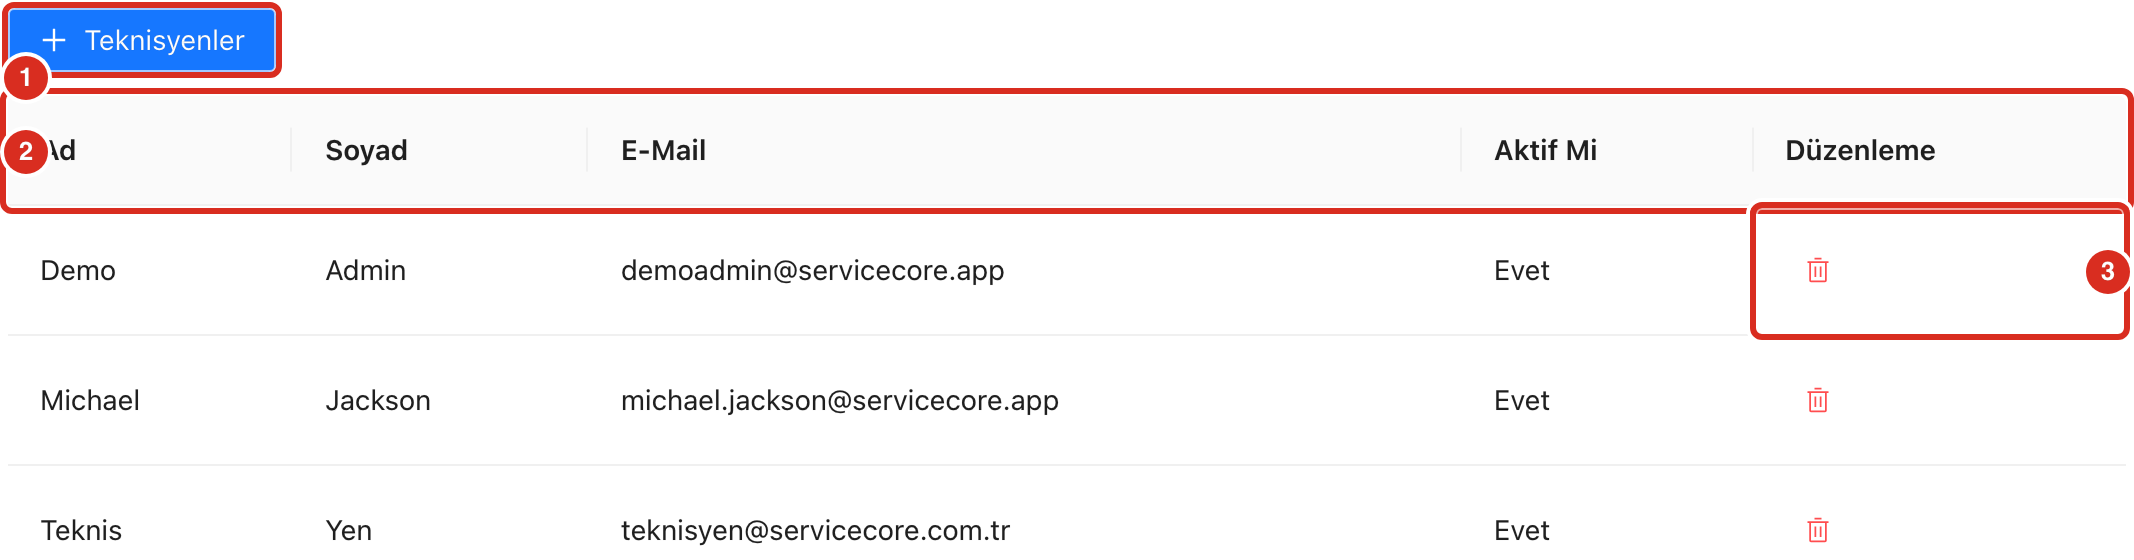 Teknisyenler
1
2 Ad Soyad E-Mail Aktif Mi Düzenleme
Demo Admin demoadmin@servicecore.app Evet 3
Michael Jackson michael.jackson@servicecore.app Evet
Teknis Yen teknisyen@servicecore.com.tr Evet